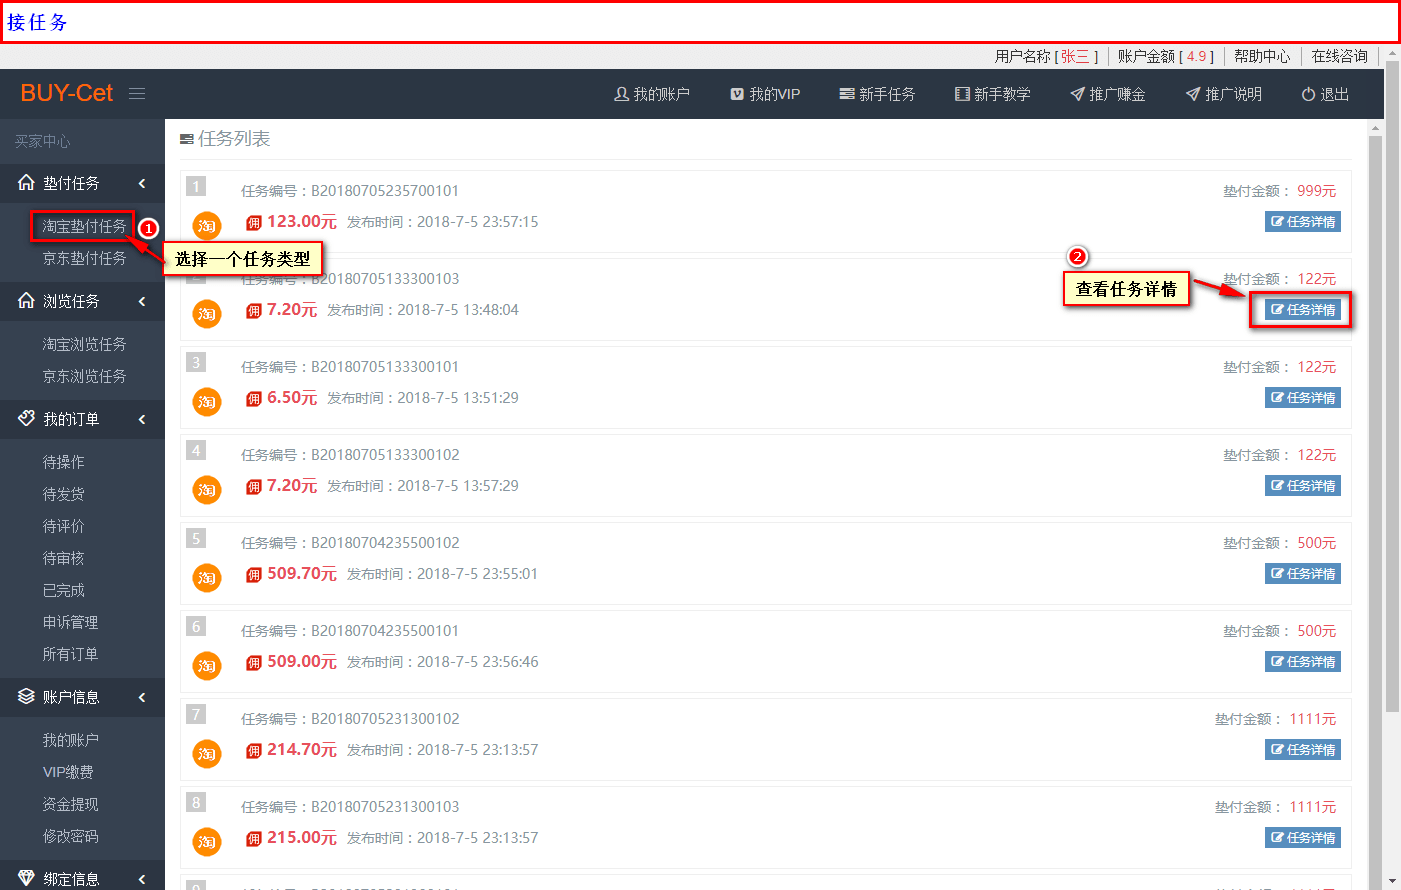 接任务
用户名称 [ 张三 ] 账户金额 [ 4.9 ] 帮助中心 在线咨询
BUY-Cet 我的账户 我的VIP 新手任务 新手教学 推广赚金 推广说明 退出
买家中心
垫付任务
淘宝垫付任务
京东垫付任务
浏览任务
淘宝浏览任务
京东浏览任务
我的订单
待操作
待发货
待评价
待审核
已完成
申诉管理
所有订单
账户信息
我的账户
VIP缴费
资金提现
修改密码
绑定信息
1
选择一个任务类型
2
查看任务详情
任务列表
1 任务编号：B20180705235700101 垫付金额： 999元
淘 佣 123.00元 发布时间：2018-7-5 23:57:15 任务详情
任务编号：B20180705133300103 垫付金额： 122元
淘 佣 7.20元 发布时间：2018-7-5 13:48:04 任务详情
3 任务编号：B20180705133300101 垫付金额： 122元
淘 佣 6.50元 发布时间：2018-7-5 13:51:29 任务详情
4 任务编号：B20180705133300102 垫付金额： 122元
淘 佣 7.20元 发布时间：2018-7-5 13:57:29 任务详情
5 任务编号：B20180704235500102 垫付金额： 500元
淘 佣 509.70元 发布时间：2018-7-5 23:55:01 任务详情
6 任务编号：B20180704235500101 垫付金额： 500元
淘 佣 509.00元 发布时间：2018-7-5 23:56:46 任务详情
7 任务编号：B20180705231300102 垫付金额： 1111元
淘 佣 214.70元 发布时间：2018-7-5 23:13:57 任务详情
8 任务编号：B20180705231300103 垫付金额： 1111元
淘 佣 215.00元 发布时间：2018-7-5 23:13:57 任务详情